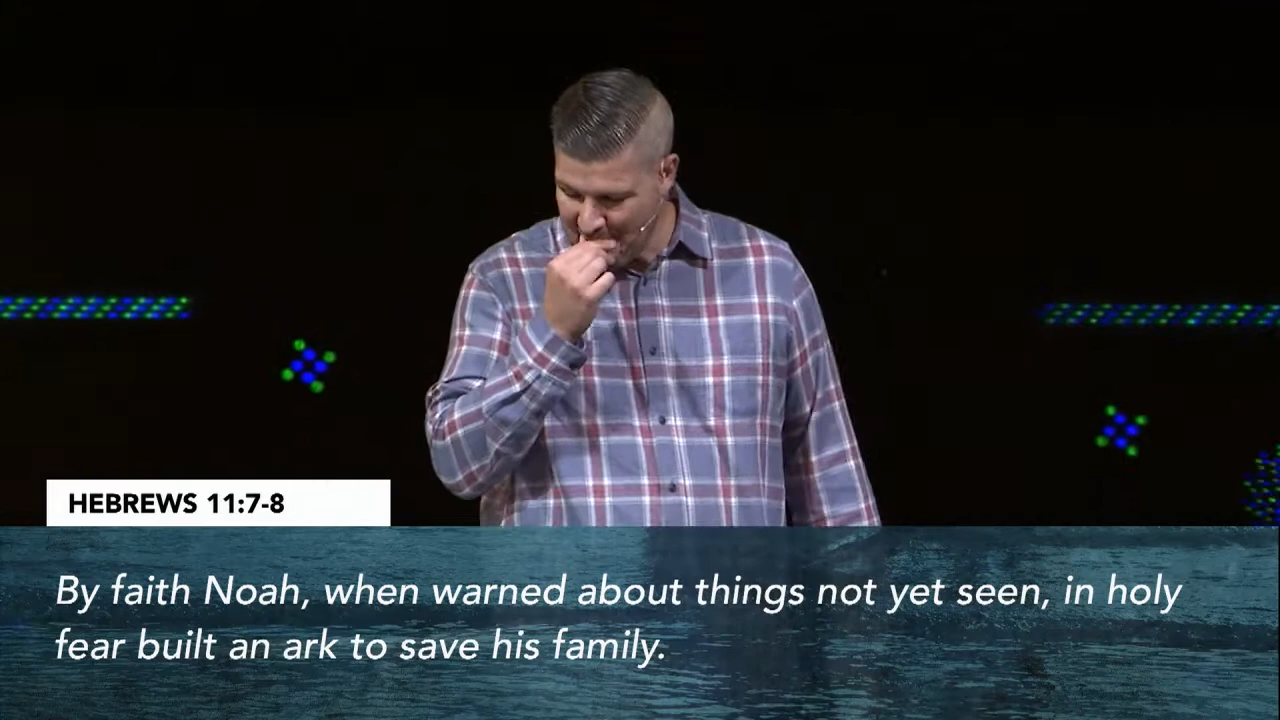 HEBREWS 11:7-8
By faith Noah, when warned about things not yet seen, in holy
fear built an ark to save his family.